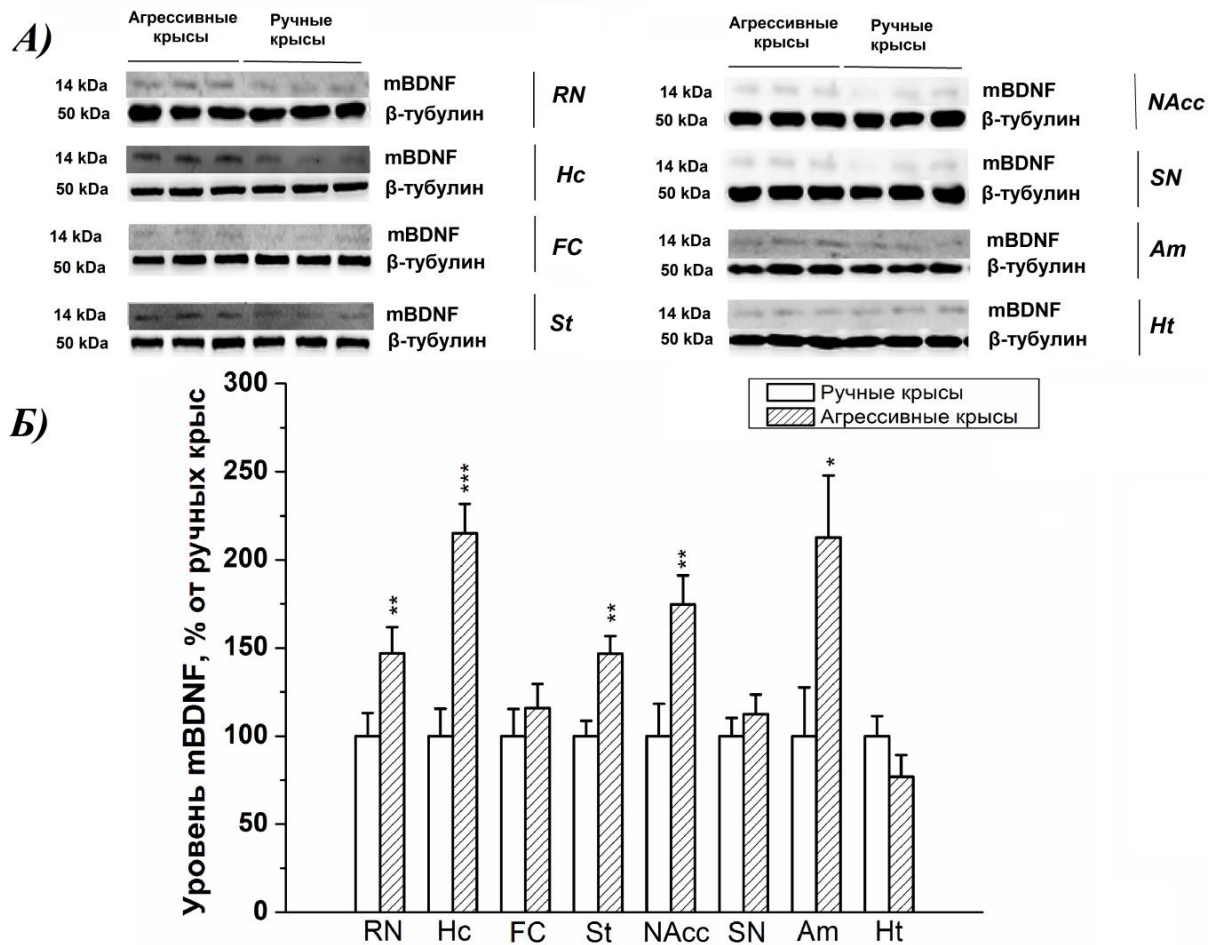 А)
Агрессивные
крысы
Ручные
крысы
14 kDa mBDNF
50 kDa β-тубулин
RN
14 kDa mBDNF
50 kDa β-тубулин
Hc
14 kDa mBDNF
50 kDa β-тубулин
FC
14 kDa mBDNF
50 kDa β-тубулин
St
Агрессивные
крысы
Ручные
крысы
14 kDa mBDNF
50 kDa β-тубулин
NAcc
14 kDa mBDNF
50 kDa β-тубулин
SN
14 kDa mBDNF
50 kDa β-тубулин
Am
14 kDa mBDNF
50 kDa β-тубулин
Ht
Б)
Уровень mBDNF, % от ручных крыс
300
250
200
150
100
50
0
Ручные крысы
Агрессивные крысы
** *** ** ** *
RN Hc FC St NAcc SN Am Ht